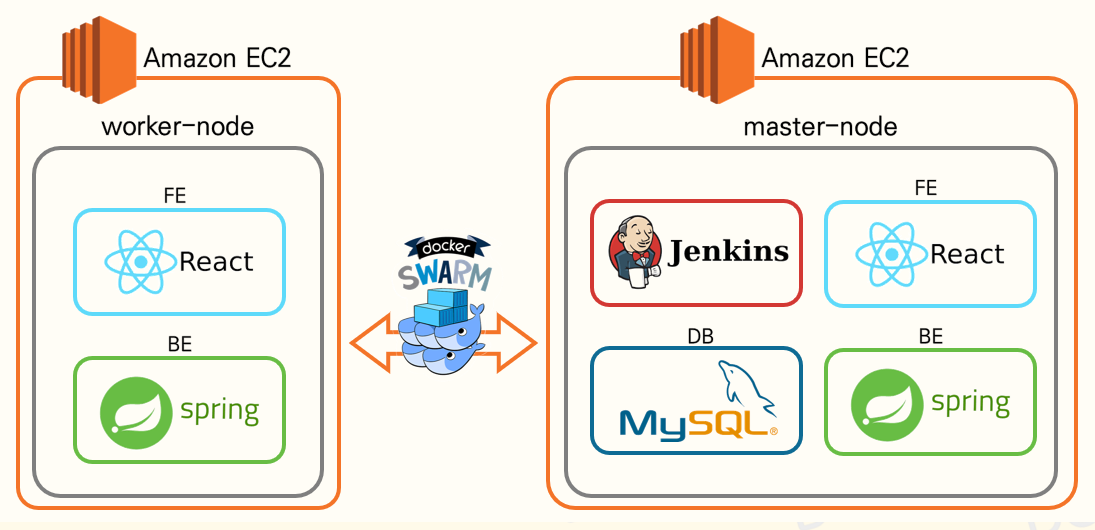 Amazon EC2
worker-node
FE
React
BE
spring
docker
SWARM
Amazon EC2
master-node
Jenkins
FE
React
DB
MySQL®
BE
spring